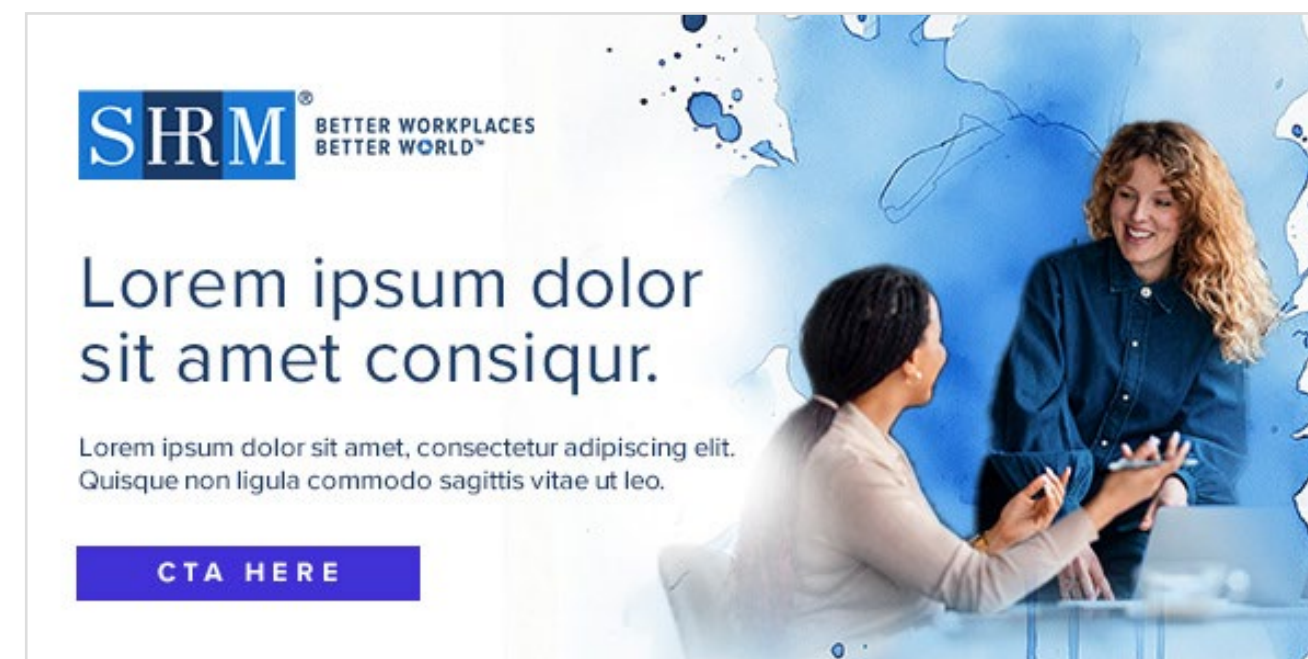 SHRM®
BETTER WORKPLACES
BETTER WORLD™
Lorem ipsum dolor
sit amet consiqur.
Lorem ipsum dolor sit amet, consectetur adipiscing elit.
Quisque non ligula commodo sagittis vitae ut leo.
CTA HERE